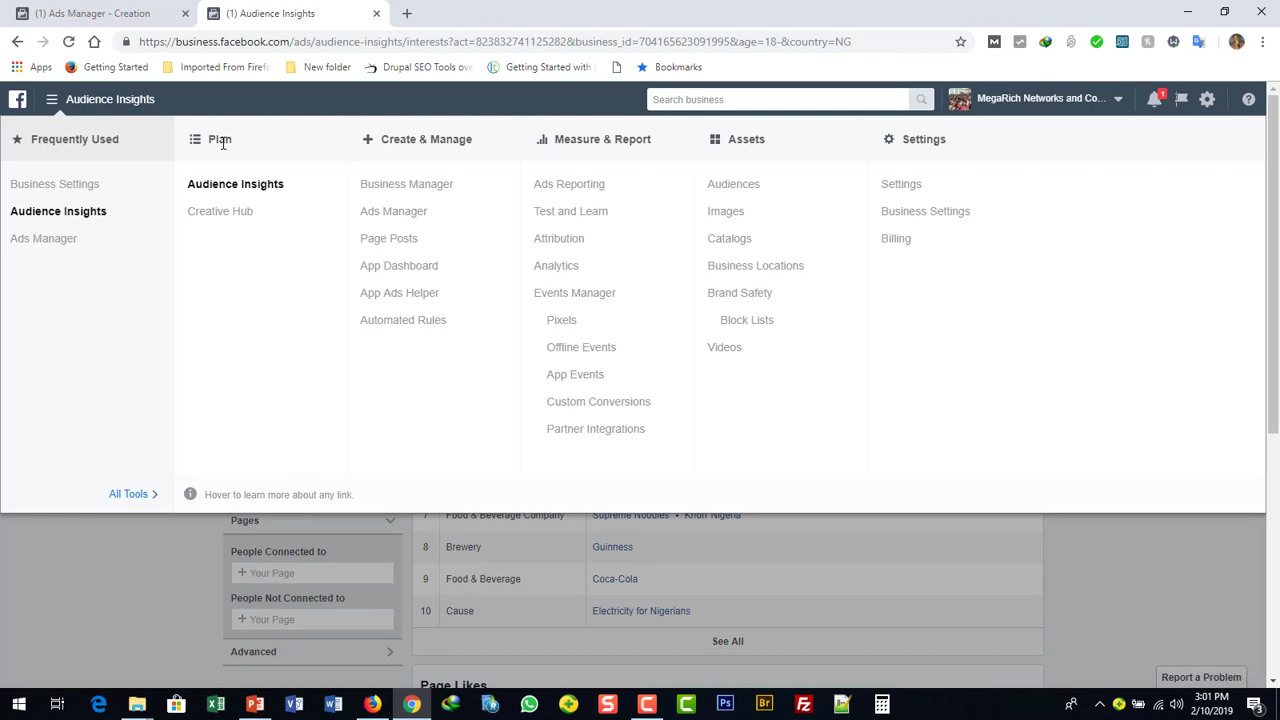 (1) Ads Manager - Creation
(1) Audience Insights
https://business.facebook.com/ads/audience-insights/interests?act=823832741125282&business_id=704165623091995&age=18-&country=NG
Apps
Getting Started
Imported From Firef
New folder
Drupal SEO Tools ove
Getting Started with
Bookmarks
Audience Insights
Search business
MegaRich Networks and Co...
1
Frequently Used
Business Settings
Audience Insights
Ads Manager
All Tools
Plan
Audience Insights
Creative Hub
Create & Manage
Business Manager
Ads Manager
Page Posts
App Dashboard
App Ads Helper
Automated Rules
Measure & Report
Ads Reporting
Test and Learn
Attribution
Analytics
Events Manager
Pixels
Offline Events
App Events
Custom Conversions
Partner Integrations
Assets
Audiences
Images
Catalogs
Business Locations
Brand Safety
Block Lists
Videos
Settings
Settings
Business Settings
Billing
Hover to learn more about any link.
Pages
People Connected to
+ Your Page
People Not Connected to
+ Your Page
Advanced
7 Food & Beverage Company Supreme Noodles • Knorr Nigeria
8 Brewery Guinness
9 Food & Beverage Coca-Cola
10 Cause Electricity for Nigerians
See All
Page Likes
Report a Problem
3:01 PM
2/10/2019